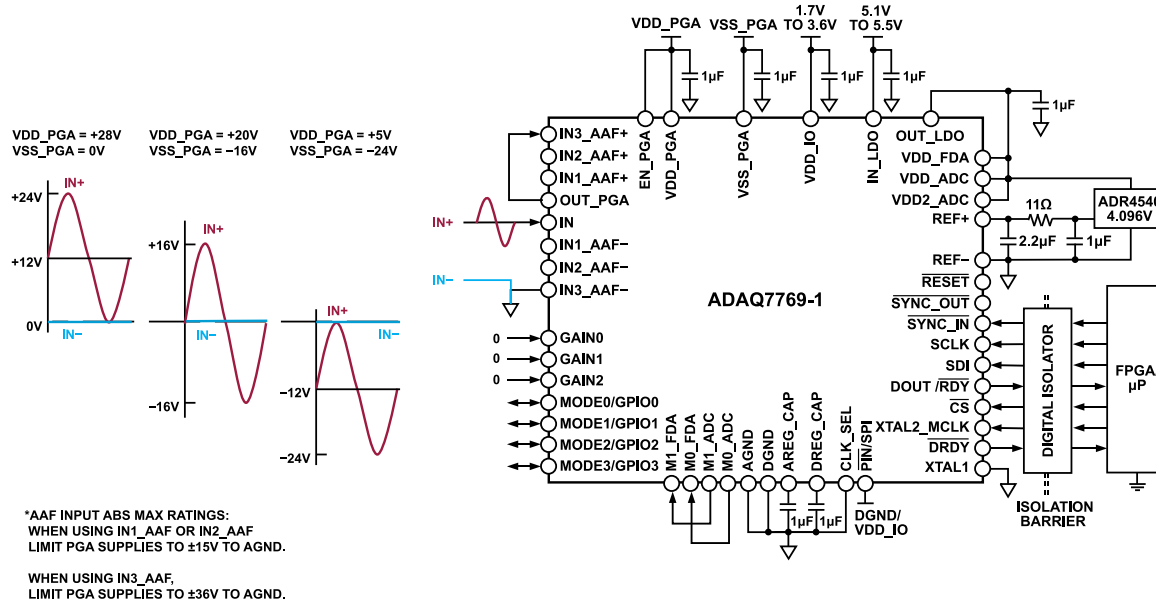 VDD_PGA
VSS_PGA
1.7V
TO 3.6V
5.1V
TO 5.5V
1µF
1µF
1µF
1µF
1µF
VDD_PGA = +28V
VSS_PGA = 0V
VDD_PGA = +20V
VSS_PGA = −16V
VDD_PGA = +5V
VSS_PGA = −24V
IN+
+24V
+12V
0V
IN−
IN+
+16V
IN−
−16V
IN+
IN−
−12V
−24V
*AAF INPUT ABS MAX RATINGS:
WHEN USING IN1_AAF OR IN2_AAF
LIMIT PGA SUPPLIES TO ±15V TO AGND.
WHEN USING IN3_AAF,
LIMIT PGA SUPPLIES TO ±36V TO AGND.
IN+
IN−
0
0
0
IN3_AAF+
IN2_AAF+
IN1_AAF+
OUT_PGA
IN
IN1_AAF−
IN2_AAF−
IN3_AAF−
GAIN0
GAIN1
GAIN2
MODE0/GPIO0
MODE1/GPIO1
MODE2/GPIO2
MODE3/GPIO3
EN_PGA
VDD_PGA
VSS_PGA
VDD_IO
IN_LDO
OUT_LDO
ADAQ7769-1
VDD_FDA
VDD_ADC
VDD2_ADC
REF+
REF−
RESET
SYNC_OUT
SYNC_IN
SCLK
SDI
DOUT /RDY
CS
XTAL2_MCLK
DRDY
XTAL1
M1_FDA
M0_FDA
M1_ADC
M0_ADC
AGND
DGND
AREG_CAP
DREG_CAP
CLK_SEL
PIN/SPI
1µF
1µF
DGND/
VDD_IO
11Ω
2.2µF
1µF
ADR4540
4.096V
DIGITAL ISOLATOR
ISOLATION
BARRIER
FPGA/
µP